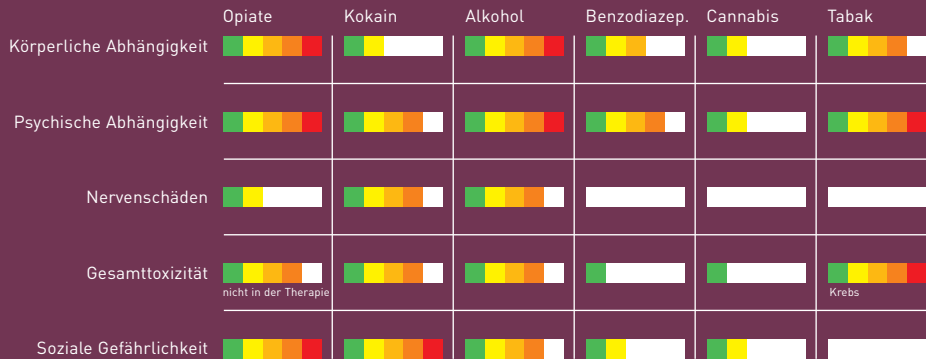 Opiate Kokain Alkohol Benzodiazep. Cannabis Tabak
Körperliche Abhängigkeit
Psychische Abhängigkeit
Nervenschäden
Gesamttoxizität
nicht in der Therapie Krebs
Soziale Gefährlichkeit